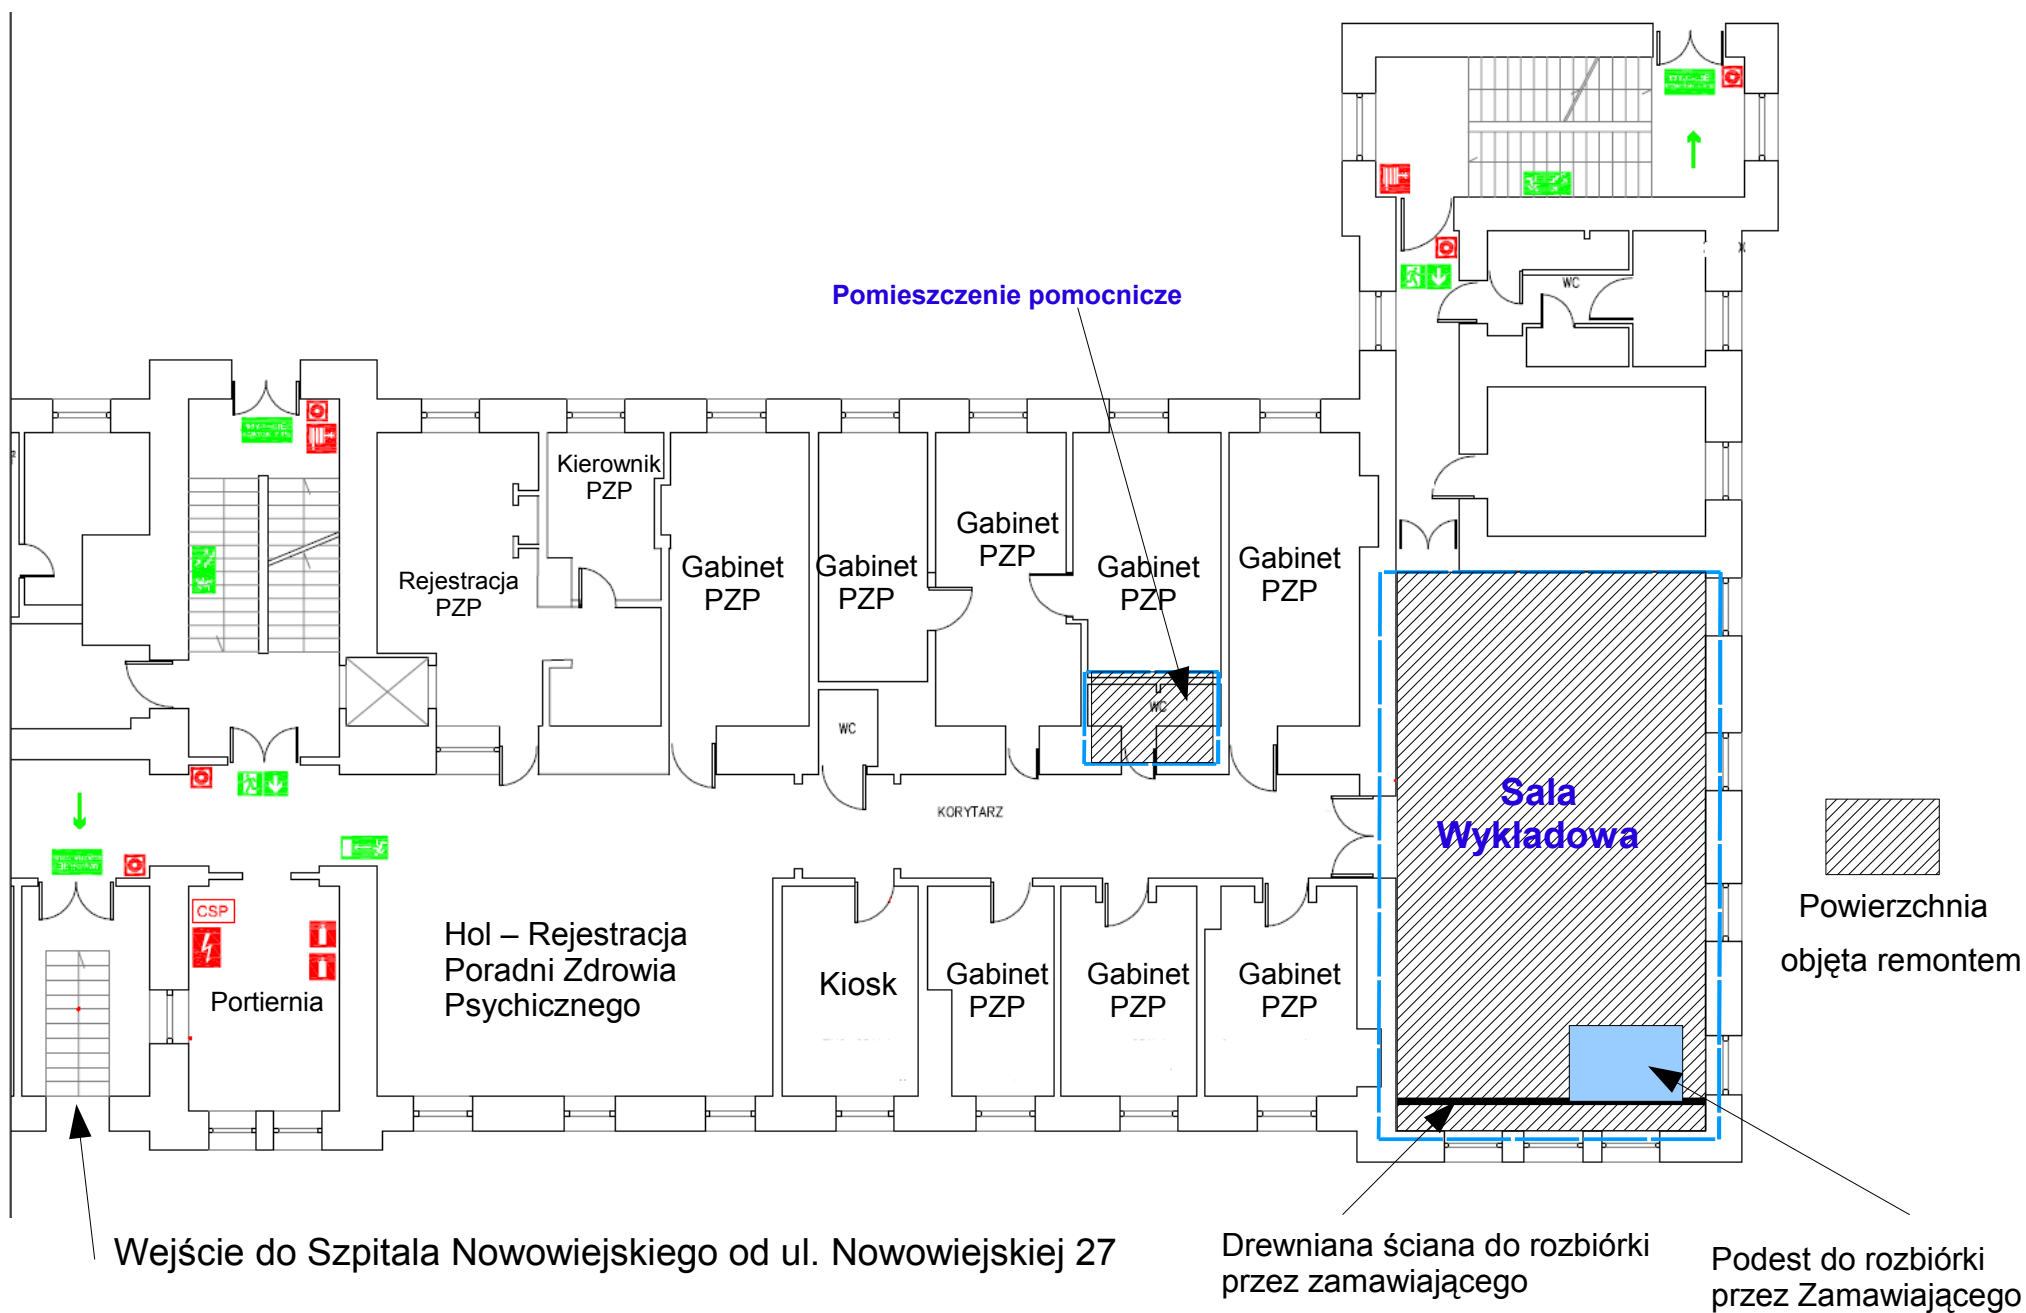 Pomieszczenie pomocnicze
WC
Kierownik
PZP
Rejestracja
PZP
Gabinet
PZP
Gabinet
PZP
Gabinet
PZP
Gabinet
PZP
Gabinet
PZP
WC
WC
KORYTARZ
Sala
Wykładowa
Powierzchnia
objęta remontem
CSP
Portiernia
Hol – Rejestracja
Poradni Zdrowia
Psychicznego
Kiosk
Gabinet
PZP
Gabinet
PZP
Gabinet
PZP
Wejście do Szpitala Nowowiejskiego od ul. Nowowiejskiej 27
Drewniana ściana do rozbiórki
przez zamawiającego
Podest do rozbiórki
przez Zamawiającego